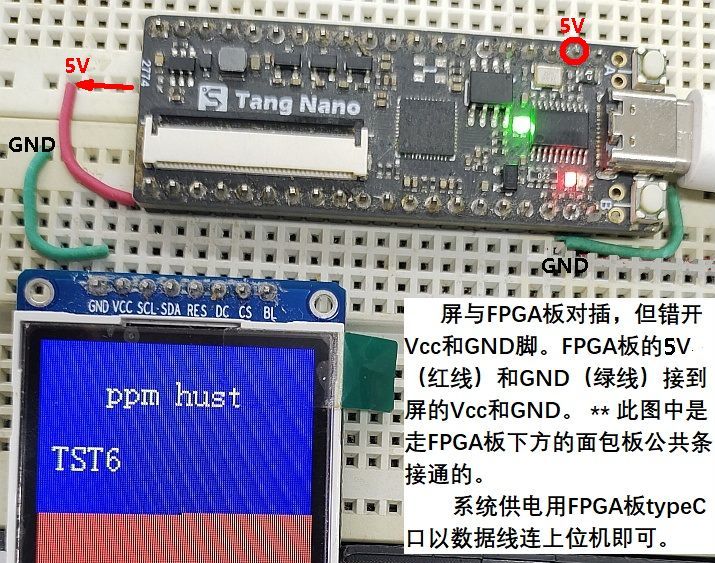 5V
5V
GND
2774
Tang Nano
A
B
GND
GND VCC SCL SDA RES DC CS BL
ppm hust
TST6
屏与FPGA板对插，但错开
Vcc和GND脚。FPGA板的5V
（红线）和GND（绿线）接到
屏的Vcc和GND。 ** 此图中是
走FPGA板下方的面包板公共条
接通的。
系统供电用FPGA板typeC
口以数据线连上位机即可。